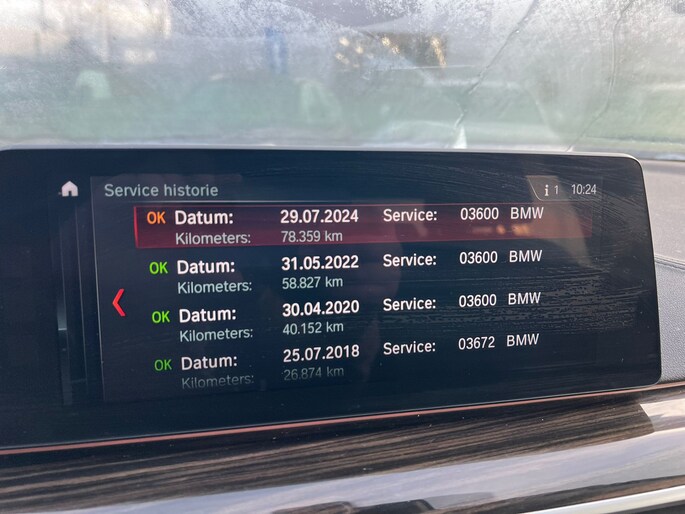 Service historie i 1 10:24
OK Datum: 29.07.2024 Service: 03600 BMW
Kilometers: 78.359 km
OK Datum: 31.05.2022 Service: 03600 BMW
Kilometers: 58.827 km
OK Datum: 30.04.2020 Service: 03600 BMW
Kilometers: 40.152 km
OK Datum: 25.07.2018 Service: 03672 BMW
Kilometers: 26.874 km